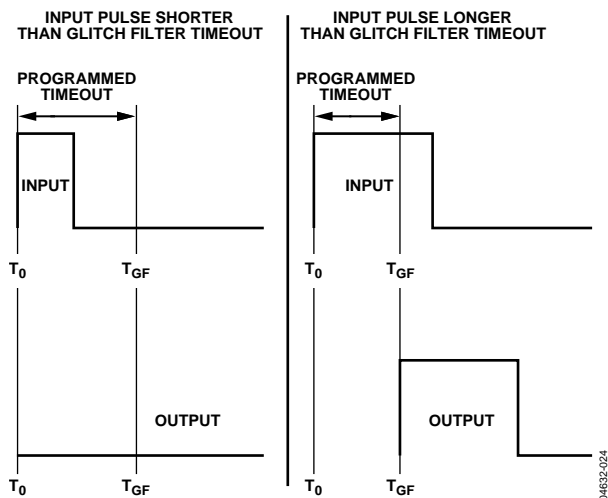 INPUT PULSE SHORTER
THAN GLITCH FILTER TIMEOUT
INPUT PULSE LONGER
THAN GLITCH FILTER TIMEOUT
PROGRAMMED
TIMEOUT
PROGRAMMED
TIMEOUT
INPUT
INPUT
T0
TGF
T0
TGF
OUTPUT
OUTPUT
T0
TGF
T0
TGF
04632-024